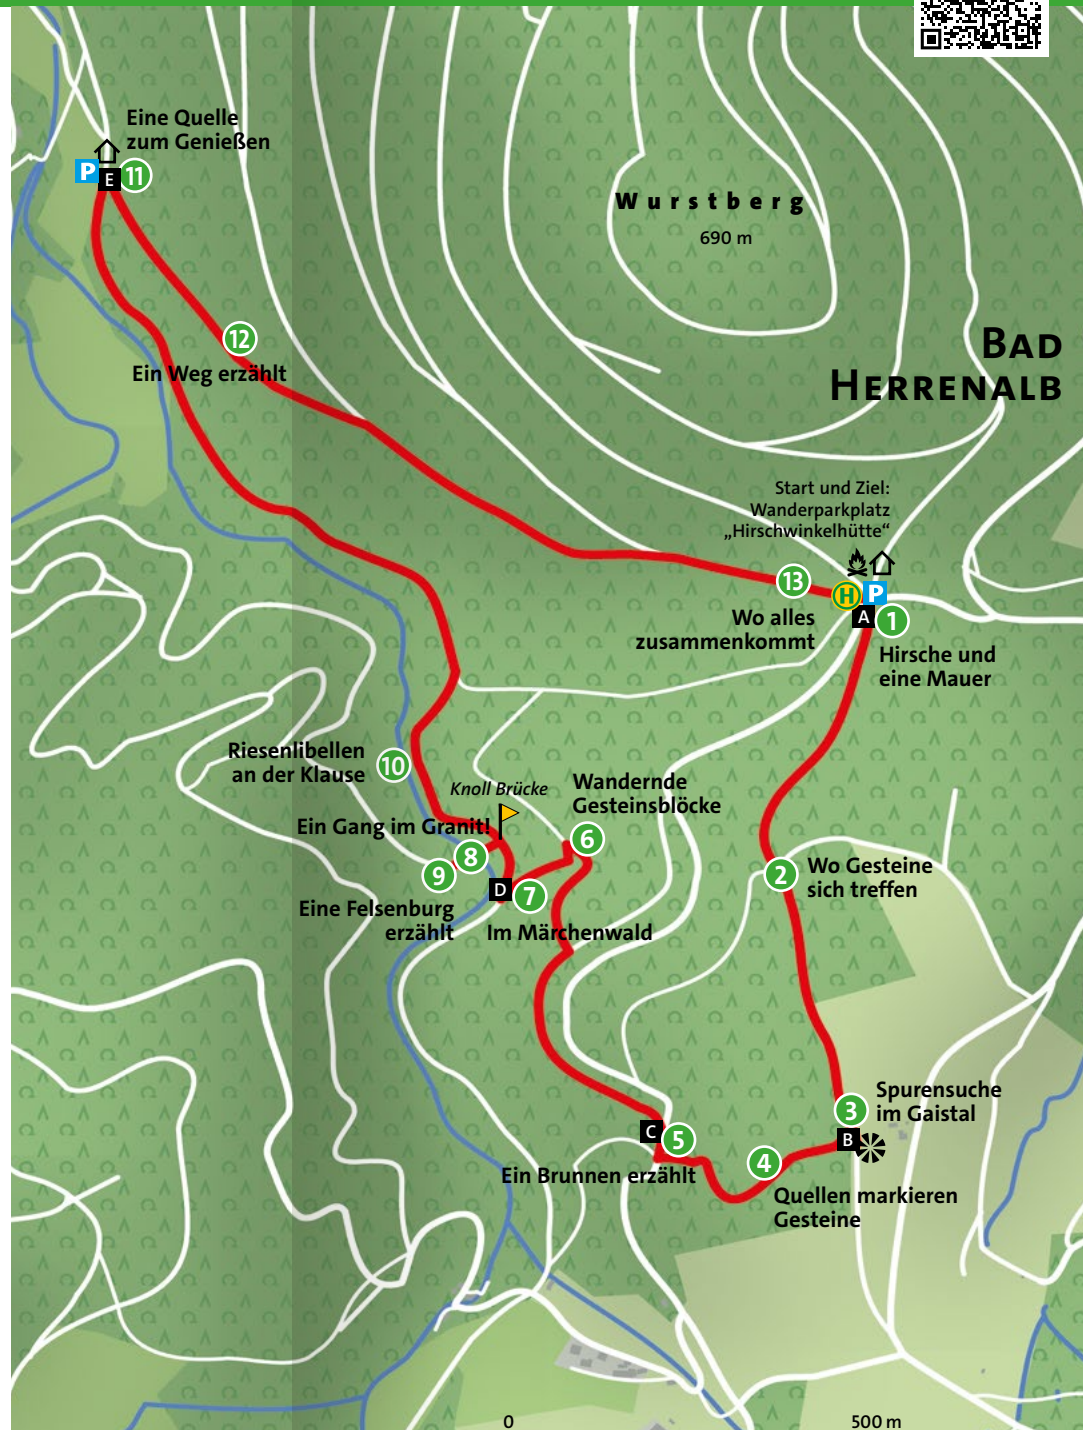 Eine Quelle
zum Genießen
P
E
11
Wurstberg
690 m
BAD
HERRENALB
12
Ein Weg erzählt
Start und Ziel:
Wanderparkplatz
„Hirschwinkelhütte“
13
H
P
A
1
Wo alles
zusammenkommt
Hirsche und
eine Mauer
Riesenlibellen
an der Klause
10
Knoll Brücke
Wandernde
Gesteinsblöcke
Ein Gang im Granit!
6
8
9
D
7
2
Wo Gesteine
sich treffen
Eine Felsenburg
erzählt
Im Märchenwald
Spurensuche
im Gaistal
3
B
C
5
4
Ein Brunnen erzählt
Quellen markieren
Gesteine
0
500 m